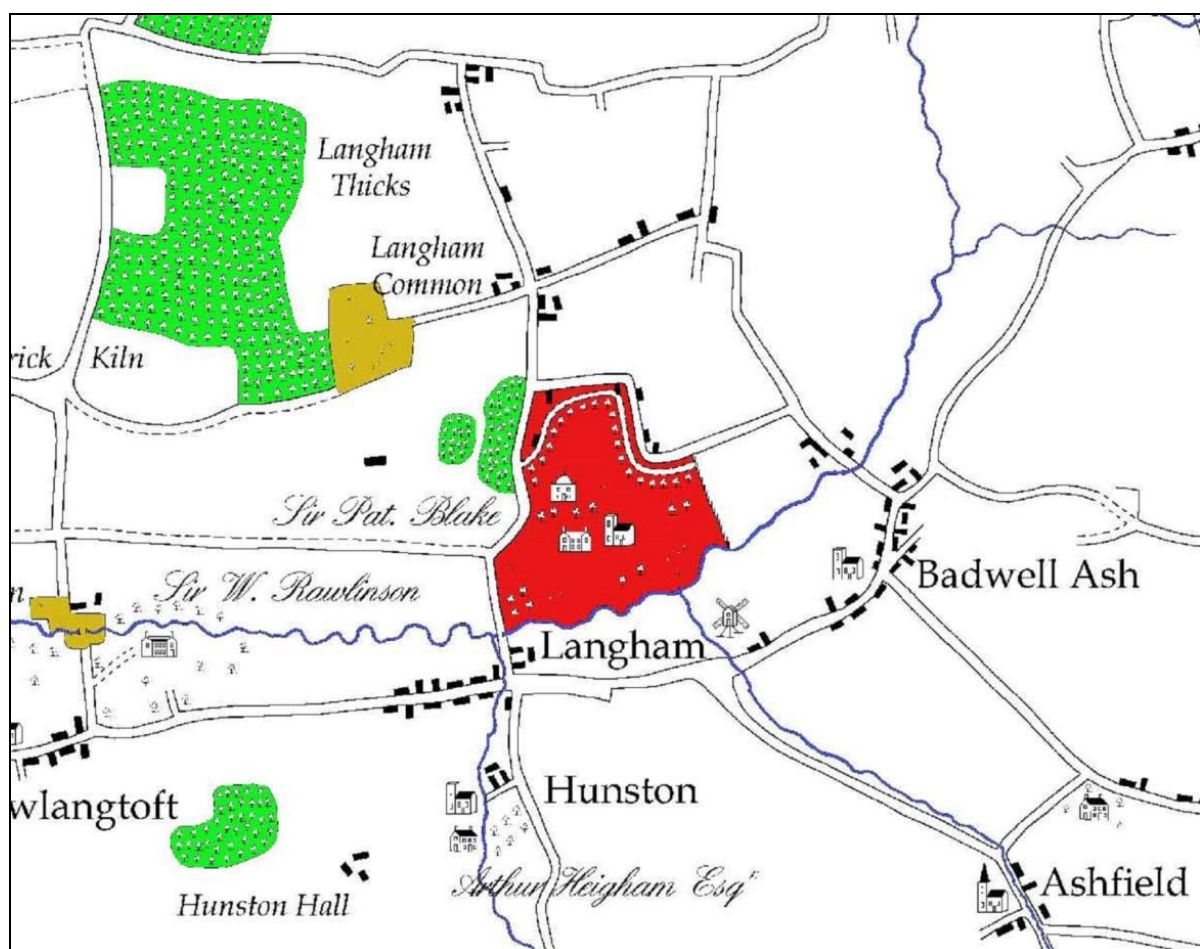 Langham
Thicks
Langham
Common
rick Kiln
Sir Pat. Blake
Sir W. Rawlinson
n
Badwell Ash
Langham
Hunston
wlangtoft
Arthur Heigham Esqr
Hunston Hall
Ashfield